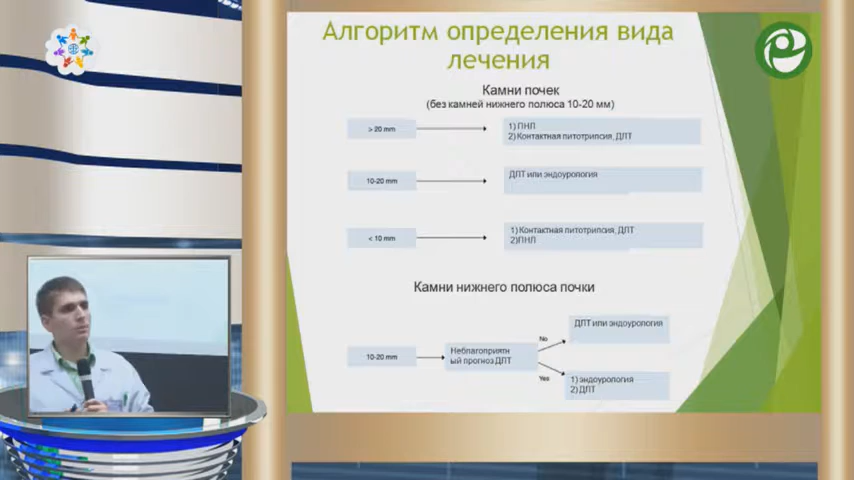 Алгоритм определения вида
лечения
Камни почек
(без камней нижнего полюса 10-20 мм)
> 20 mm
1) ПНЛ
2) Контактная литотрипсия, ДЛТ
10-20 mm
ДЛТ или эндоурология
< 10 mm
1) Контактная литотрипсия, ДЛТ
2)ПНЛ
Камни нижнего полюса почки
10-20 mm
Неблагоприятн
ый прогноз ДЛТ
No
ДЛТ или эндоурология
Yes
1) эндоурология
2) ДЛТ